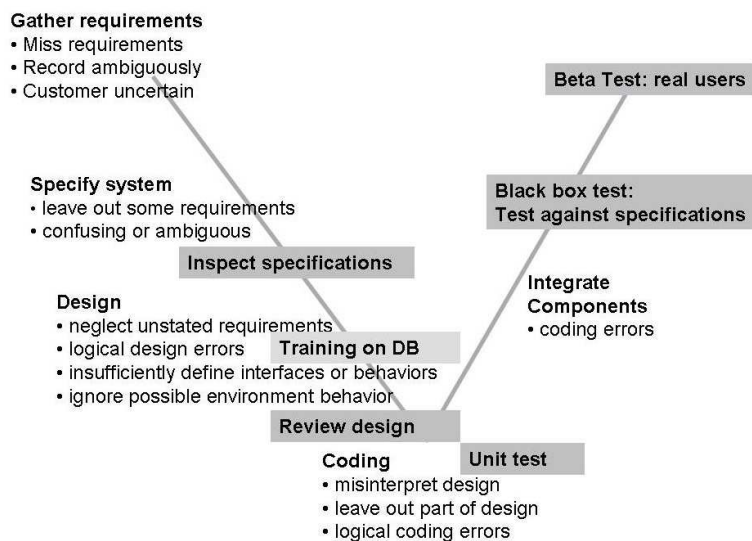 Gather requirements
• Miss requirements
• Record ambiguously
• Customer uncertain
Beta Test: real users
Specify system
• leave out some requirements
• confusing or ambiguous
Black box test:
Test against specifications
Inspect specifications
Integrate
Components
• coding errors
Design
• neglect unstated requirements
• logical design errors
Training on DB
• insufficiently define interfaces or behaviors
• ignore possible environment behavior
Review design
Coding
Unit test
• misinterpret design
• leave out part of design
• logical coding errors